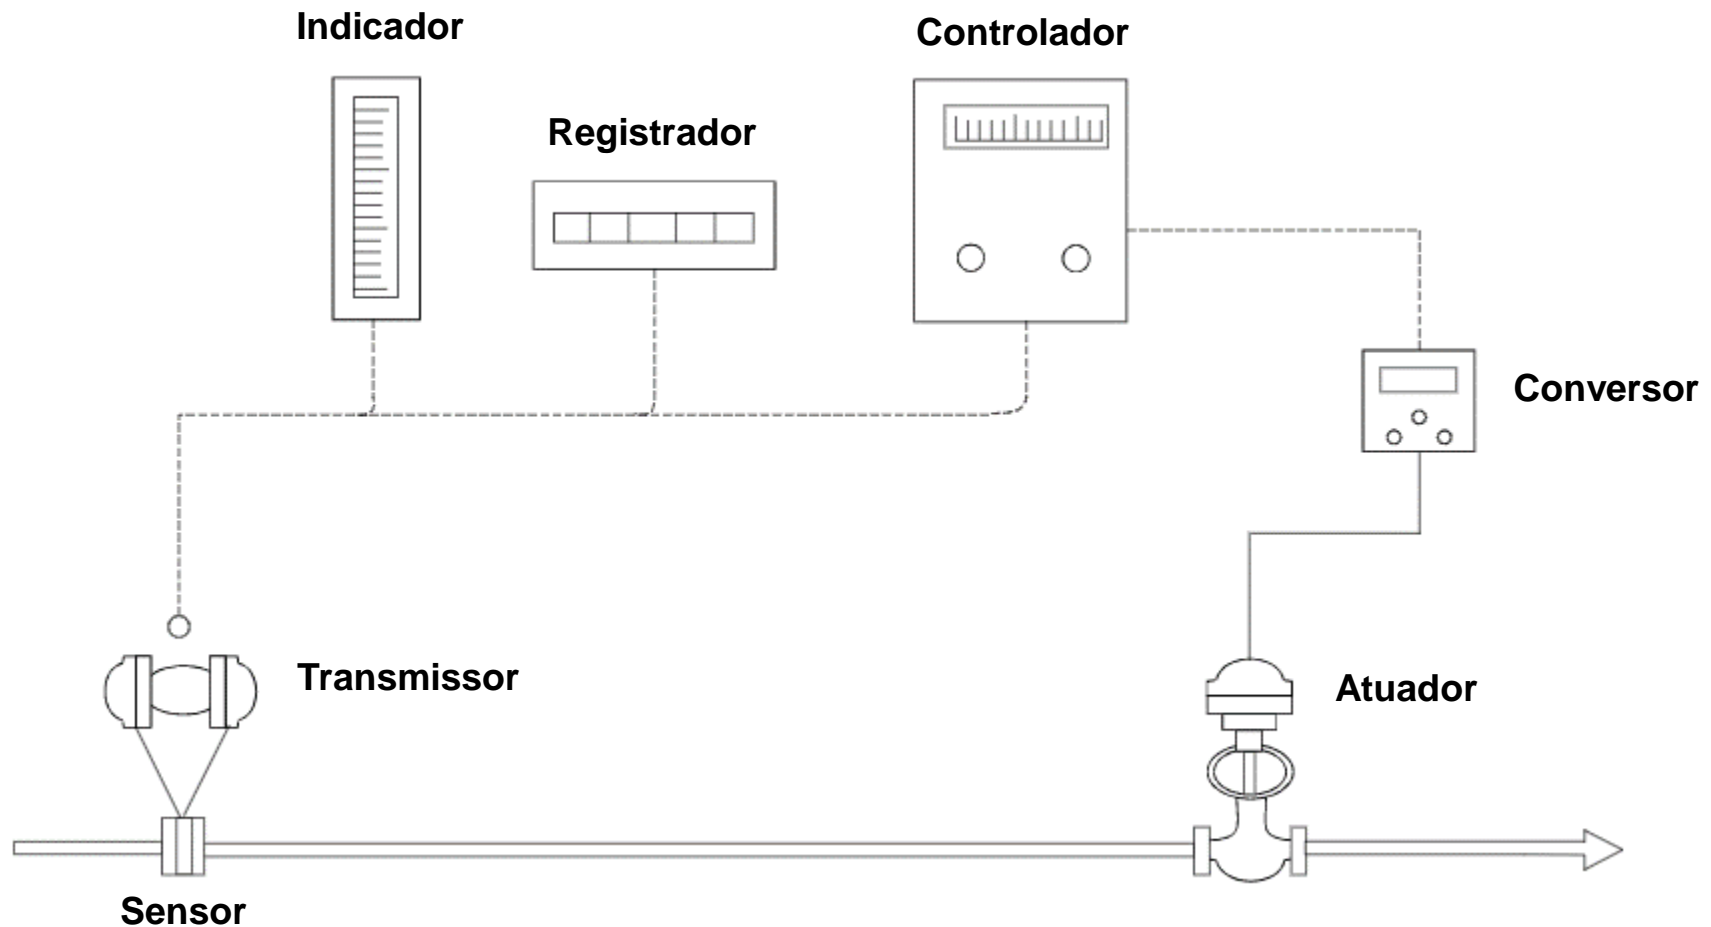 Indicador
Controlador
Registrador
Conversor
Transmissor
Atuador
Sensor